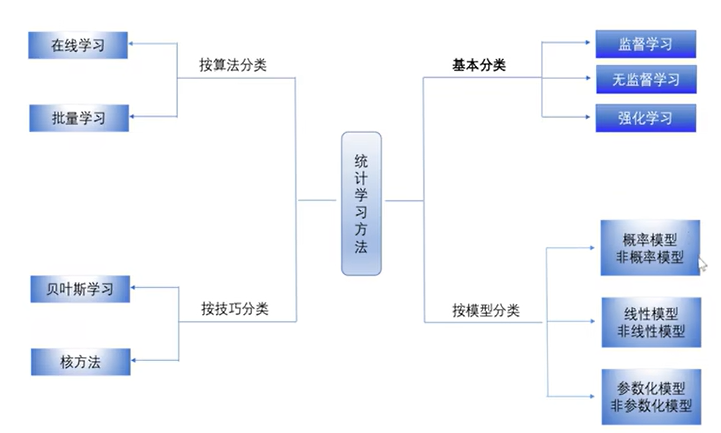 在线学习
按算法分类
批量学习
基本分类
监督学习
无监督学习
强化学习
统计学习方法
贝叶斯学习
按技巧分类
核方法
按模型分类
概率模型
非概率模型
线性模型
非线性模型
参数化模型
非参数化模型